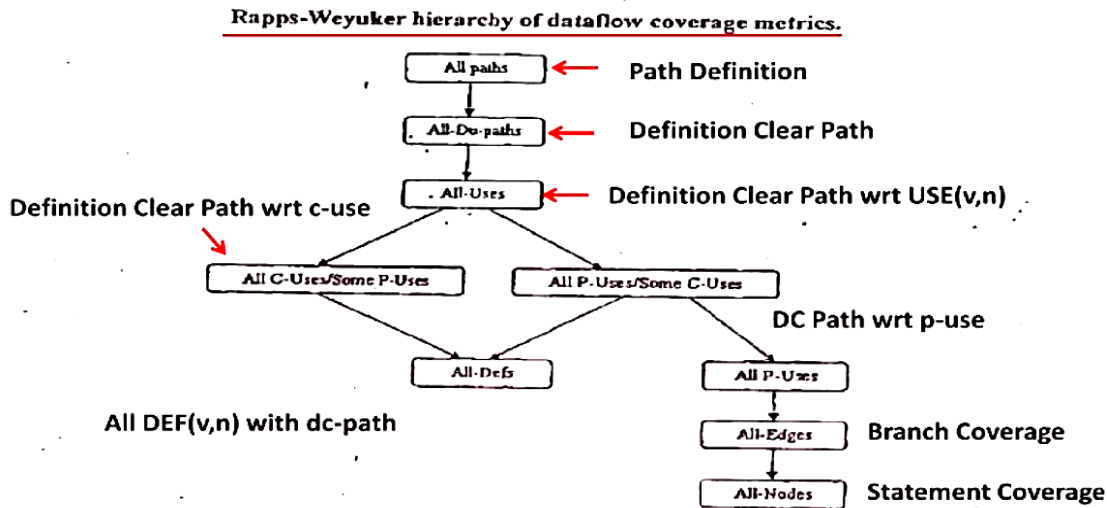 Rapps-Weyuker hierarchy of dataflow coverage metrics.
All paths
Path Definition
All-Du-paths
Definition Clear Path
All-Uses
Definition Clear Path wrt USE(v,n)
Definition Clear Path wrt c-use
All C-Uses/Some P-Uses
All P-Uses/Some C-Uses
DC Path wrt p-use
All-Defs
All P-Uses
All DEF(v,n) with dc-path
All-Edges
Branch Coverage
All-Nodes
Statement Coverage